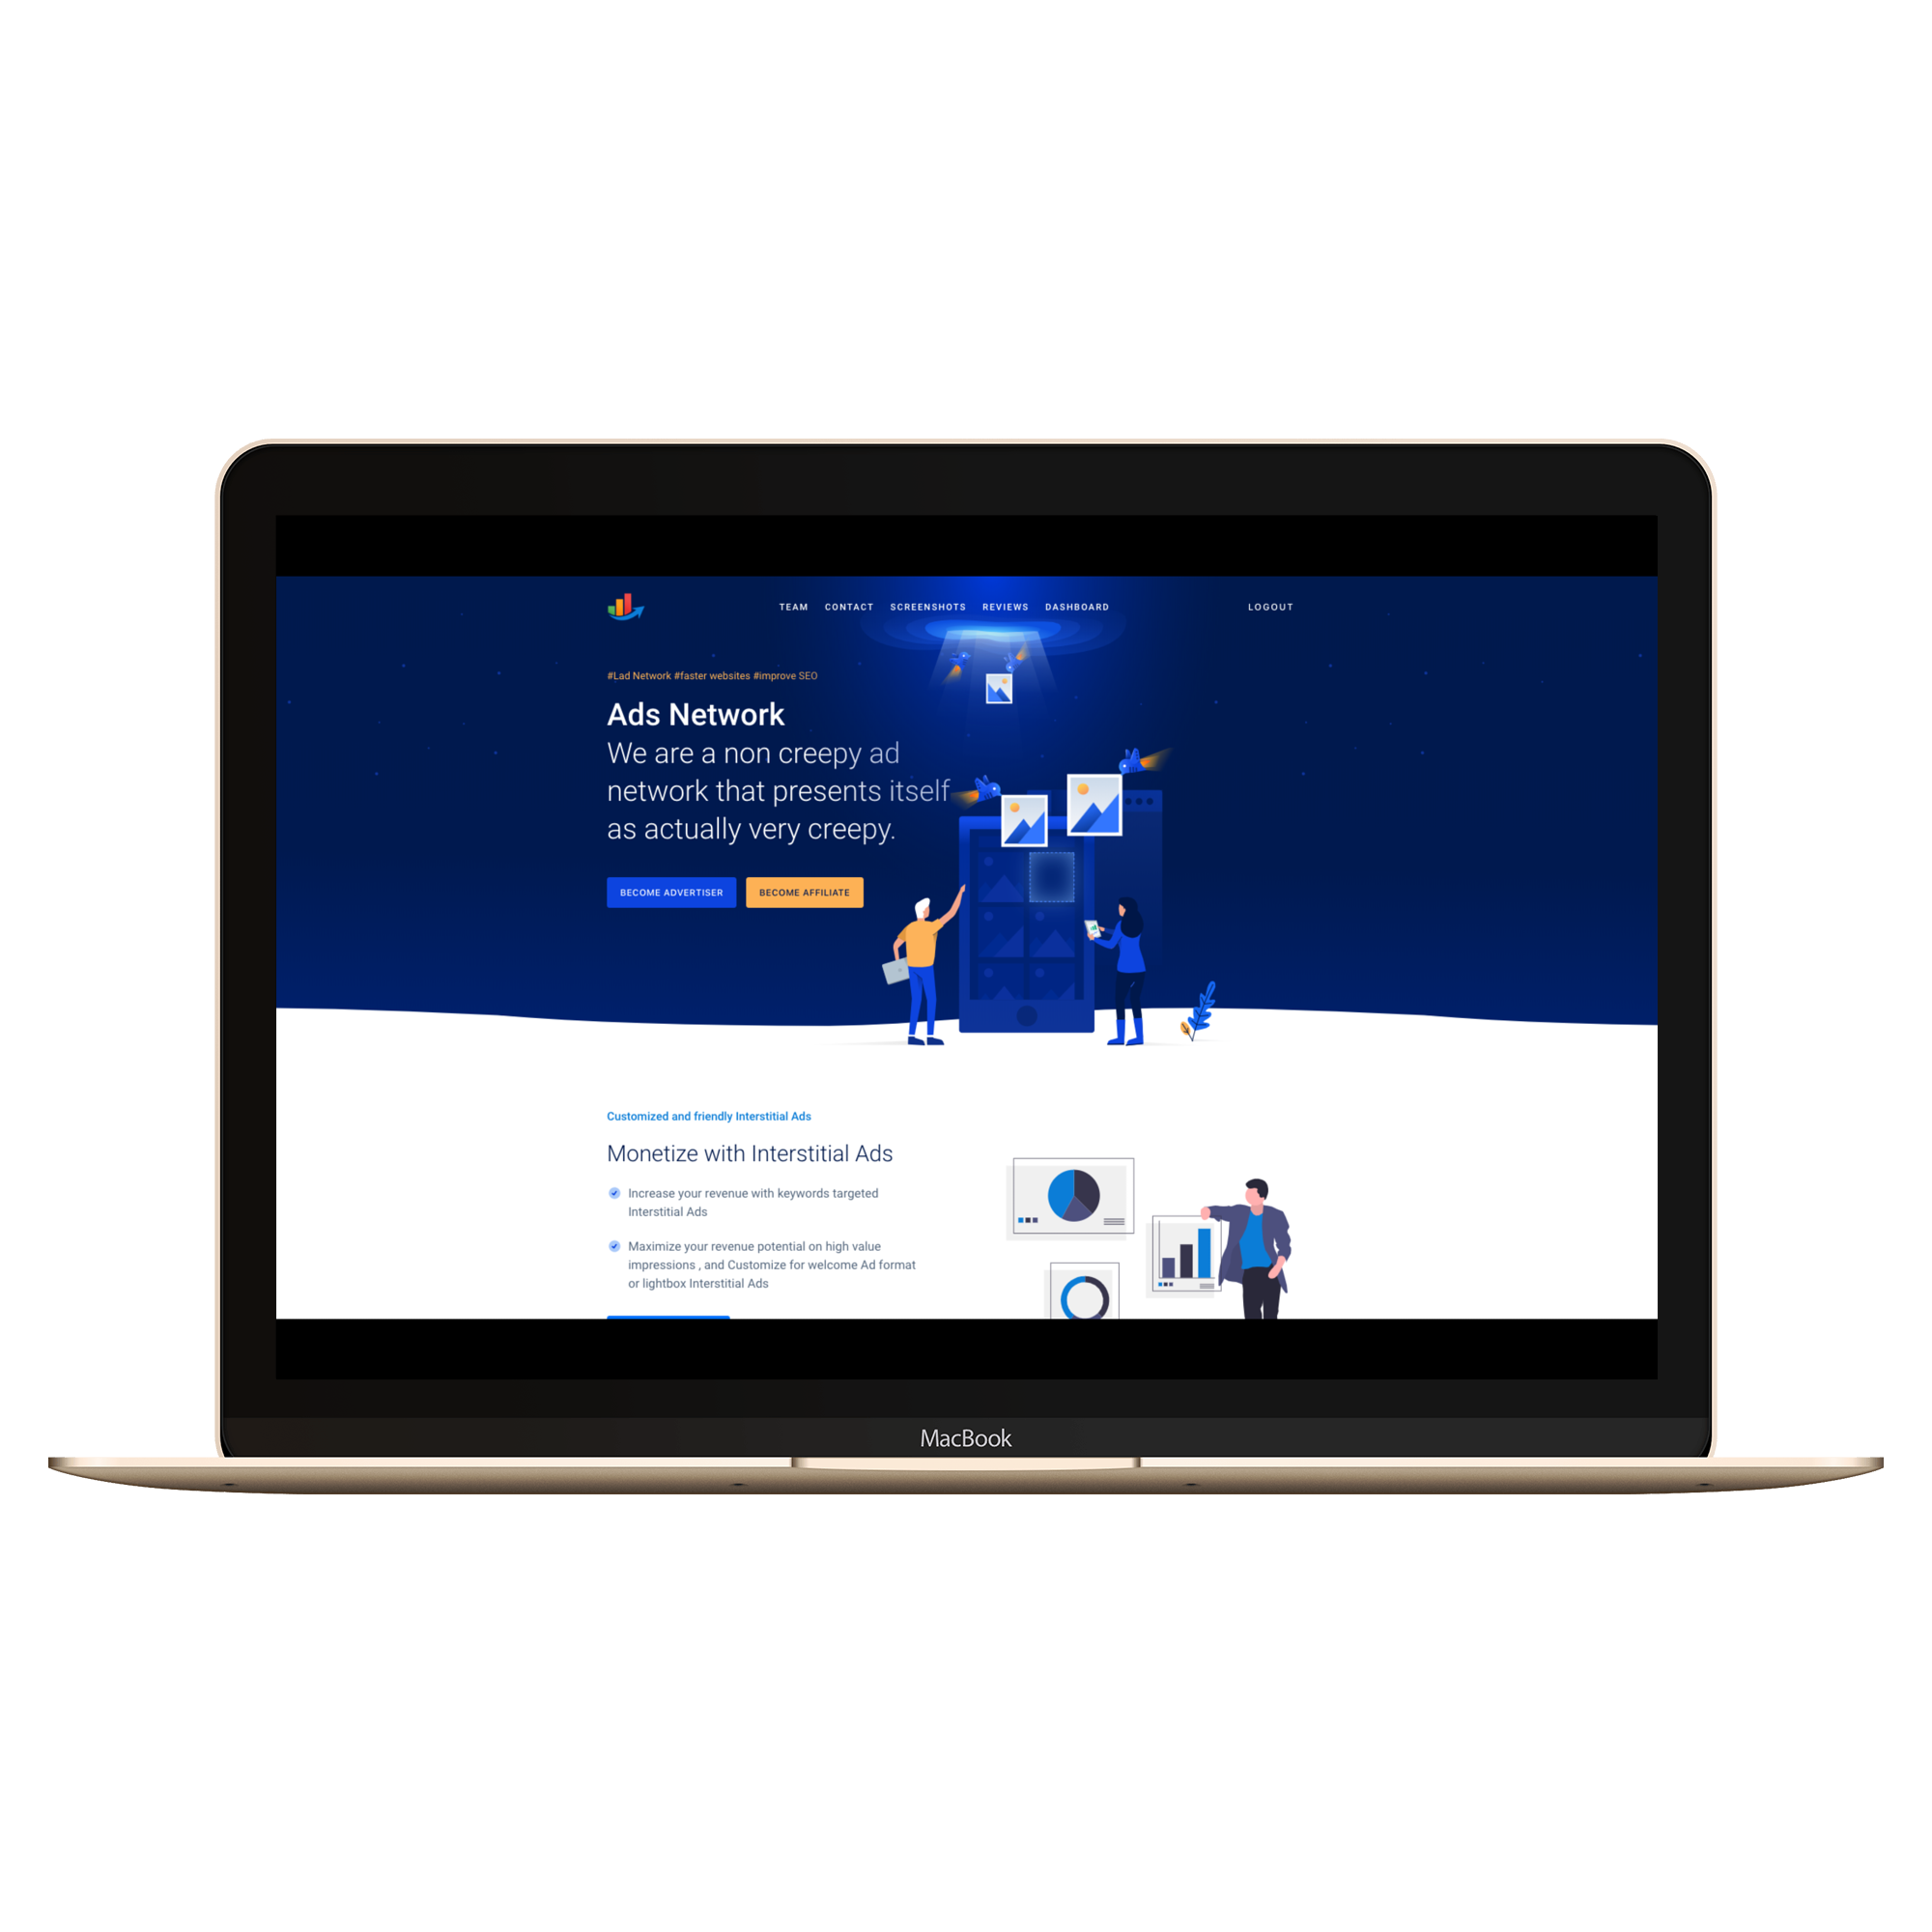 TEAM CONTACT SCREENSHOTS REVIEWS DASHBOARD LOGOUT
#Lad Network #faster websites #improve SEO
Ads Network
We are a non creepy ad
network that presents itself
as actually very creepy.
BECOME ADVERTISER BECOME AFFILIATE
Customized and friendly Interstitial Ads
Monetize with Interstitial Ads
Increase your revenue with keywords targeted
Interstitial Ads
Maximize your revenue potential on high value
impressions , and Customize for welcome Ad format
or lightbox Interstitial Ads
MacBook